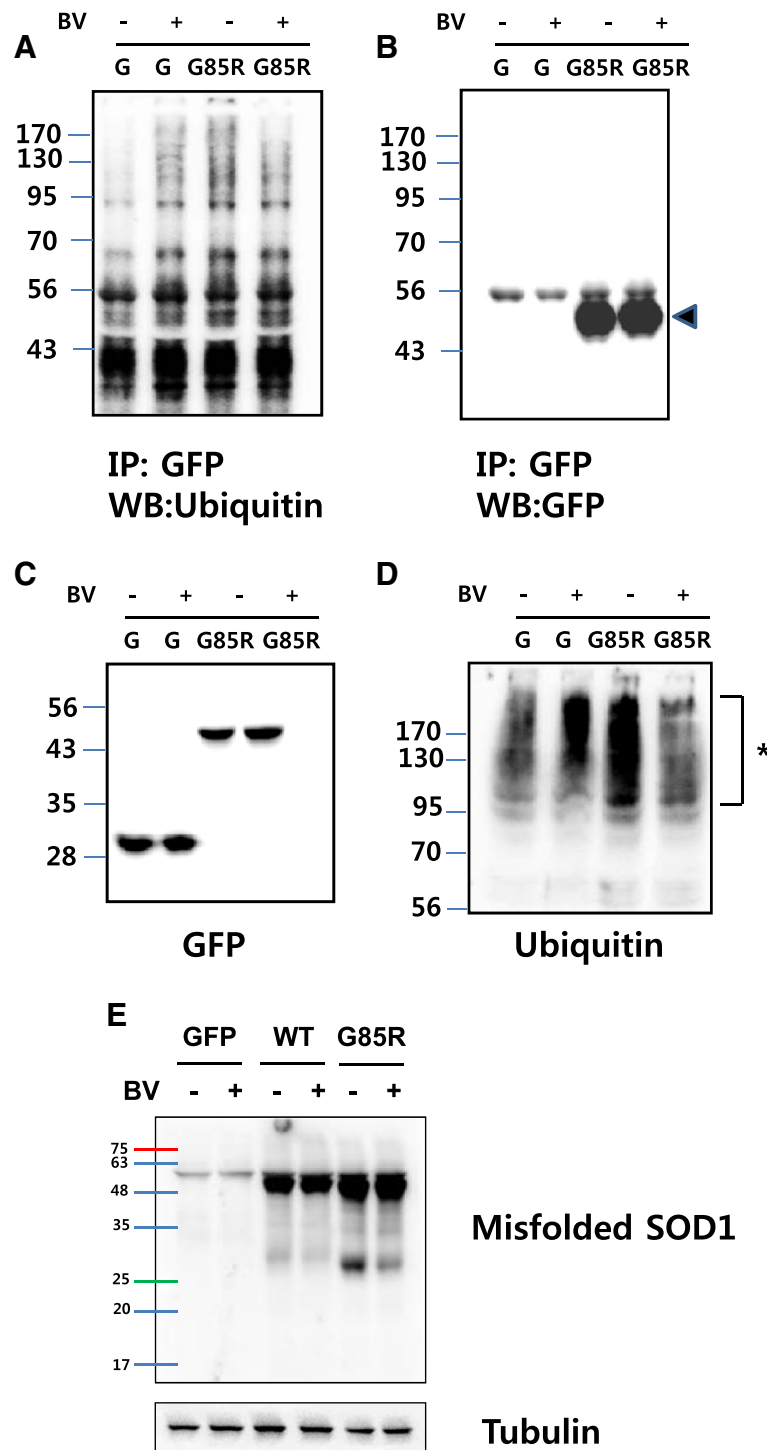 A
BV - + - +
G G G85R G85R
170
130
95
70
56
43
IP: GFP
WB:Ubiquitin
B
BV - + - +
G G G85R G85R
170
130
95
70
56
43
IP: GFP
WB:GFP
C
BV - + - +
G G G85R G85R
56
43
35
28
GFP
D
BV - + - +
G G G85R G85R
170
130
95
70
56
*
Ubiquitin
E
GFP WT G85R
BV - + - + - +
75
63
48
35
25
20
17
Misfolded SOD1
Tubulin